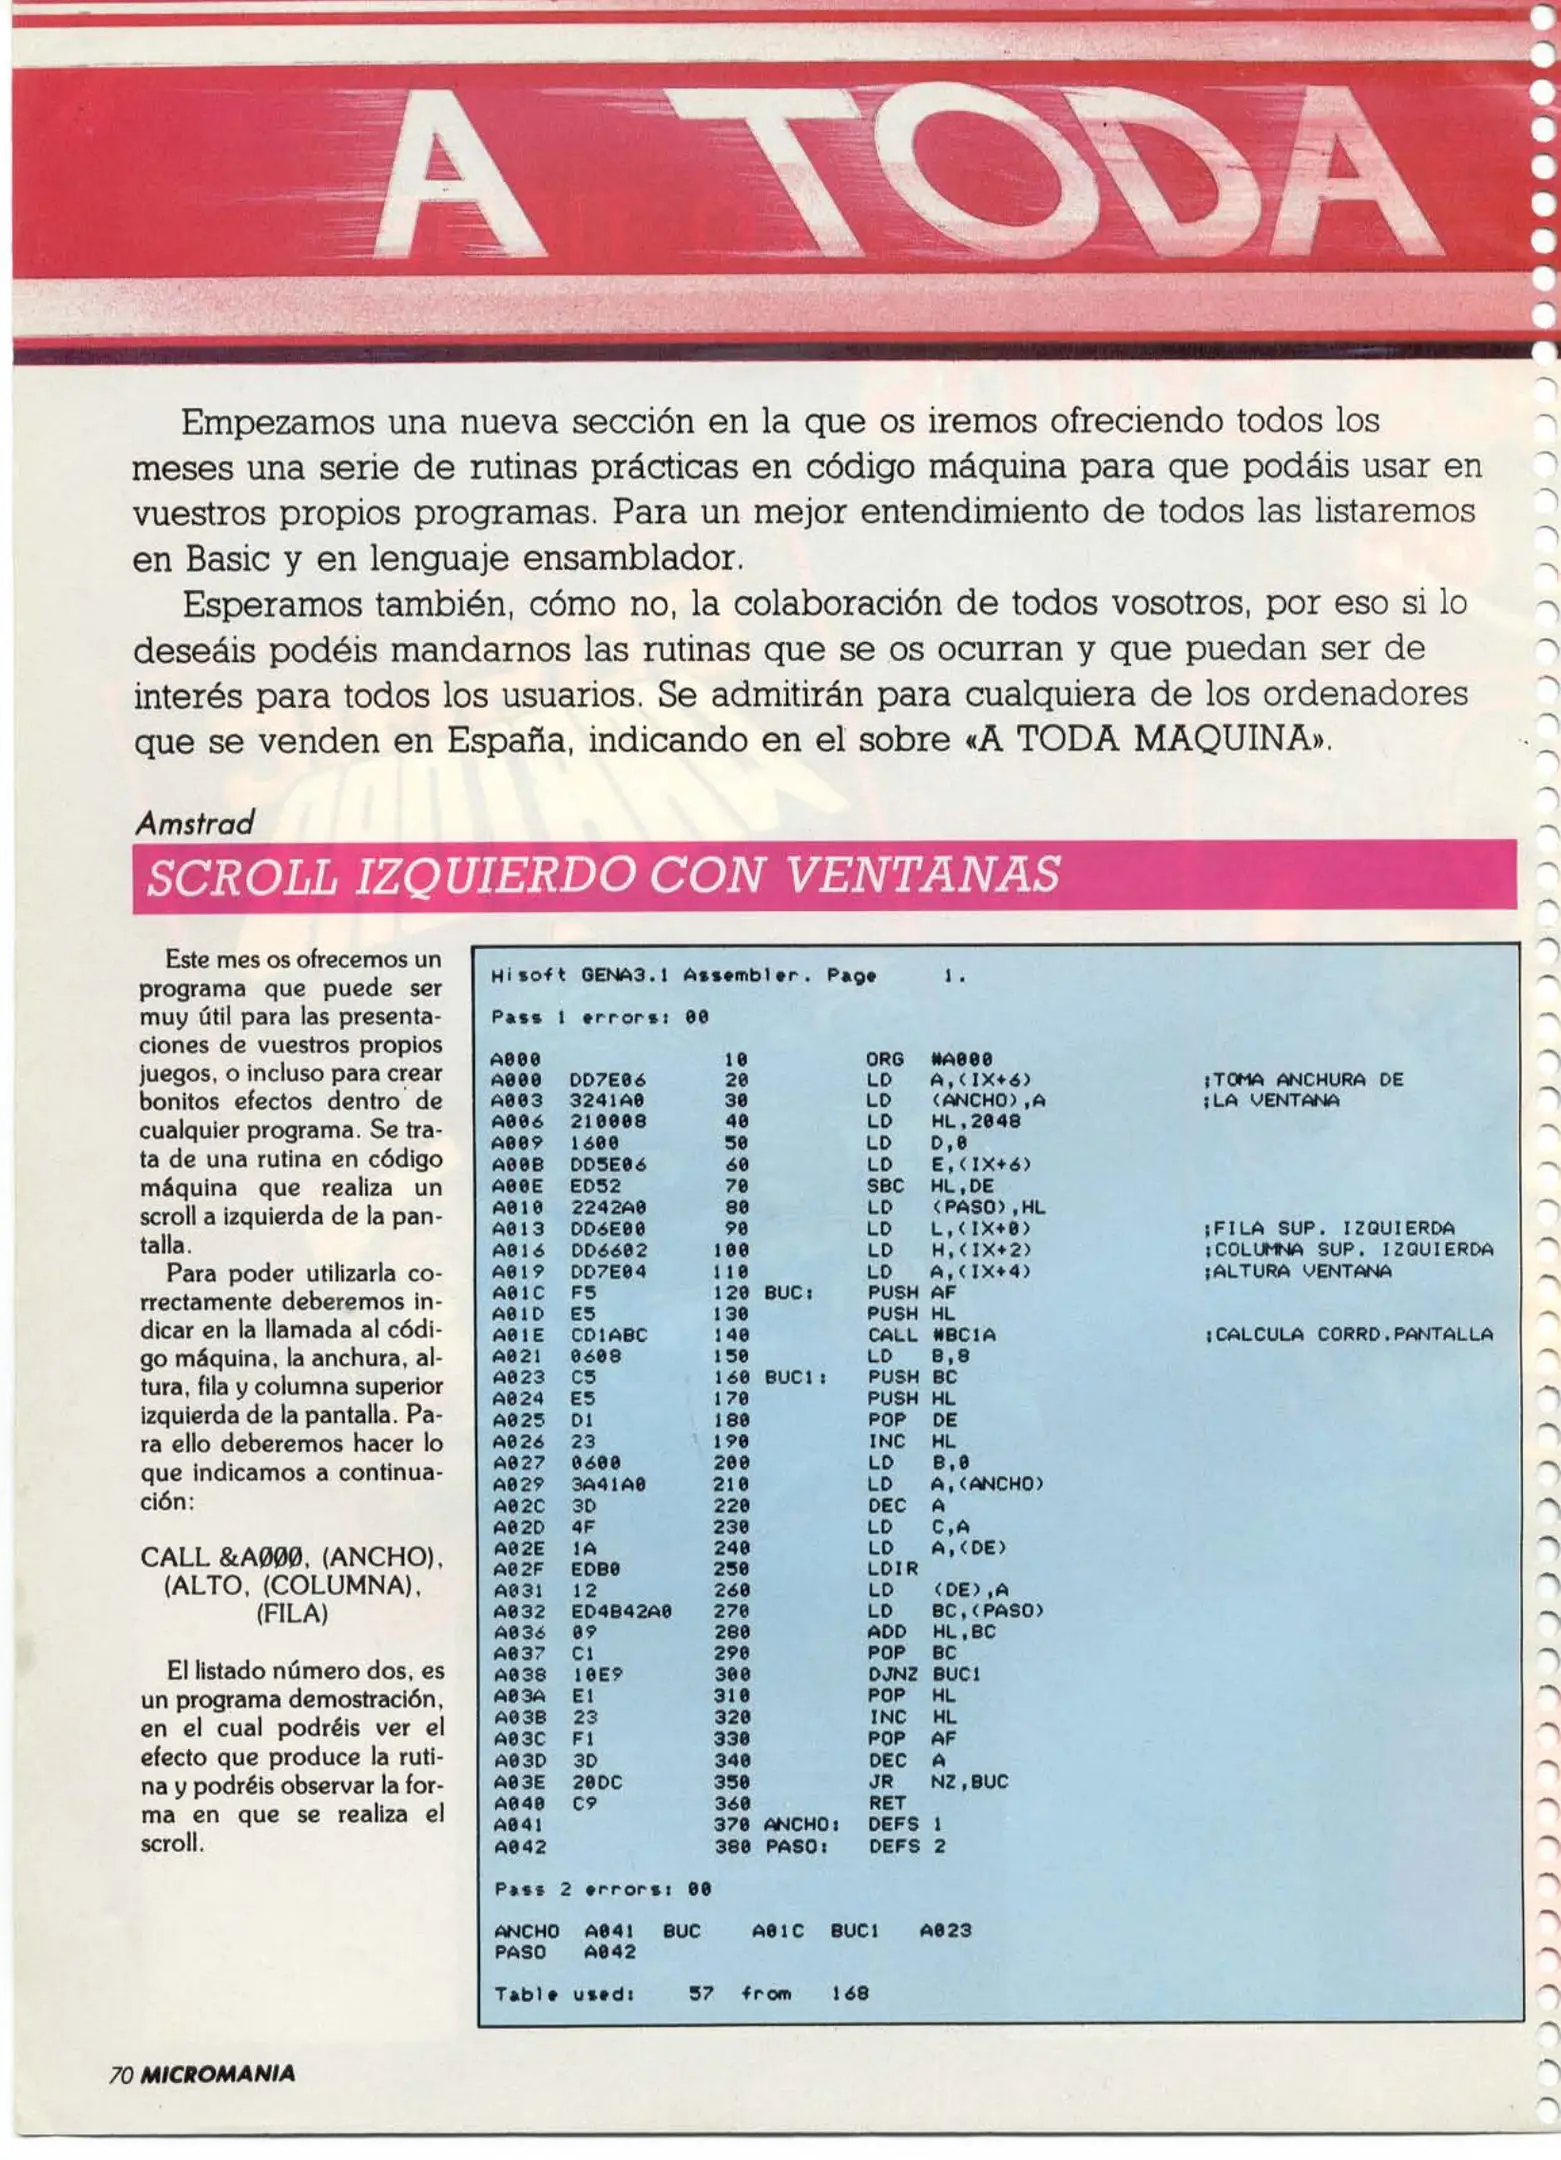 A TODA
Empezamos una nueva sección en la que os iremos ofreciendo todos los
meses una serie de rutinas prácticas en código máquina para que podáis usar en
vuestros propios programas. Para un mejor entendimiento de todos las listaremos
en Basic y en lenguaje ensamblador.
Esperamos también, cómo no, la colaboración de todos vosotros, por eso si lo
deseáis podéis mandarnos las rutinas que se os ocurran y que puedan ser de
interés para todos los usuarios. Se admitirán para cualquiera de los ordenadores
que se venden en España, indicando en el sobre «A TODA MAQUINA».
Amstrad
SCROLL IZQUIERDO CON VENTANAS
Este mes os ofrecemos un
programa que puede ser
muy útil para las presenta-
ciones de vuestros propios
juegos, o incluso para crear
bonitos efectos dentro de
cualquier programa. Se tra-
ta de una rutina en código
máquina que realiza un
scroll a izquierda de la pan-
talla.
Para poder utilizarla co-
rrectamente deberemos in-
dicar en la llamada al códi-
go máquina, la anchura, al-
tura, fila y columna superior
izquierda de la pantalla. Pa-
ra ello deberemos hacer lo
que indicamos a continua-
ción:
CALL &AØØØ, (ANCHO),
(ALTO, (COLUMNA),
(FILA)
El listado número dos, es
un programa demostración,
en el cual podréis ver el
efecto que produce la ruti-
na y podréis observar la for-
ma en que se realiza el
scroll.
Hisoft GENA3.1 Assembler. Page 1.
Pass 1 errors: 00
A000 10 ORG #A000
A000 DD7E06 20 LD A,(IX+6) ;TOMA ANCHURA DE
A003 3241A0 30 LD (ANCHO),A ;LA VENTANA
A006 210008 40 LD HL,2048
A009 1600 50 LD D,0
A00B DD5E06 60 LD E,(IX+6)
A00E ED52 70 SBC HL,DE
A010 2242A0 80 LD (PASO),HL
A013 DD6E00 90 LD L,(IX+0) ;FILA SUP. IZQUIERDA
A016 DD6602 100 LD H,(IX+2) ;COLUMNA SUP. IZQUIERDA
A019 DD7E04 110 LD A,(IX+4) ;ALTURA VENTANA
A01C F5 120 BUC: PUSH AF
A01D E5 130 PUSH HL
A01E CD1ABC 140 CALL #BC1A ;CALCULA CORRD.PANTALLA
A021 0608 150 LD B,8
A023 C5 160 BUC1: PUSH BC
A024 E5 170 PUSH HL
A025 D1 180 POP DE
A026 23 190 INC HL
A027 0600 200 LD B,0
A029 3A41A0 210 LD A,(ANCHO)
A02C 3D 220 DEC A
A02D 4F 230 LD C,A
A02E 1A 240 LD A,(DE)
A02F EDB0 250 LDIR
A031 12 260 LD (DE),A
A032 ED4B42A0 270 LD BC,(PASO)
A036 09 280 ADD HL,BC
A037 C1 290 POP BC
A038 10E9 300 DJNZ BUC1
A03A E1 310 POP HL
A03B 23 320 INC HL
A03C F1 330 POP AF
A03D 3D 340 DEC A
A03E 20DC 350 JR NZ,BUC
A040 C9 360 RET
A041 370 ANCHO: DEFS 1
A042 380 PASO: DEFS 2
Pass 2 errors: 00
ANCHO A041 BUC A01C BUC1 A023
PASO A042
Table used: 57 from 168
70 MICROMANIA